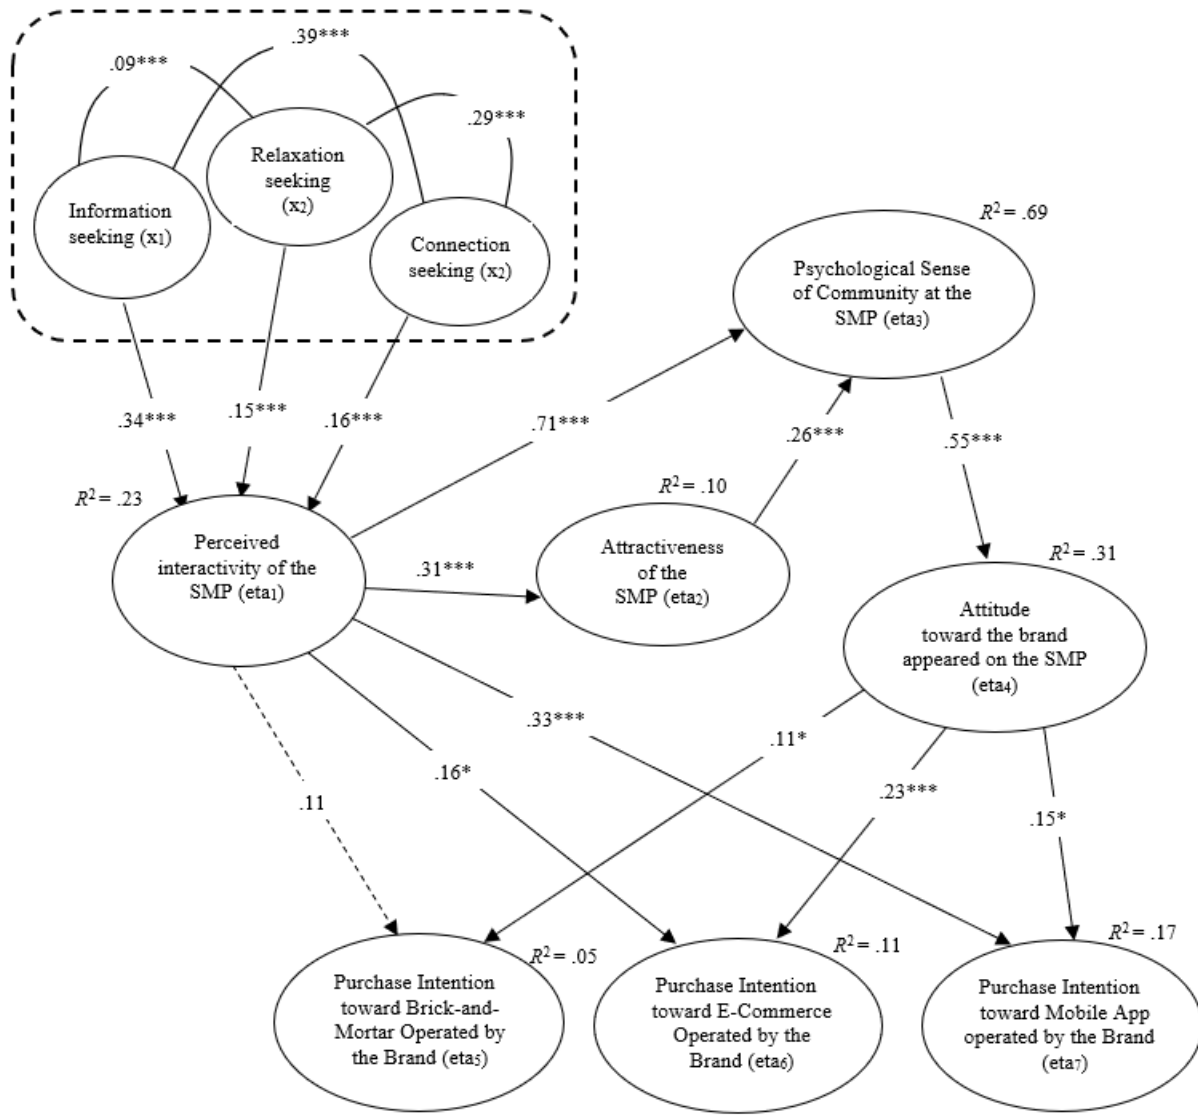 .39***
.09***
.29***
Relaxation
seeking
(x2)
Information
seeking (x1)
Connection
seeking (x2)
R² = .69
Psychological Sense
of Community at the
SMP (eta3)
.34***
.15***
.16***
.71***
.26***
.55***
R² = .23
R² = .10
R² = .31
Perceived
interactivity of the
SMP (eta1)
.31***
Attractiveness
of the
SMP (eta2)
Attitude
toward the brand
appeared on the SMP
(eta4)
.33***
.11*
.16*
.11
.23***
.15*
R² = .05
R² = .11
R² = .17
Purchase Intention
toward Brick-and-
Mortar Operated by
the Brand (eta5)
Purchase Intention
toward E-Commerce
Operated by the
Brand (eta6)
Purchase Intention
toward Mobile App
operated by the Brand
(eta7)